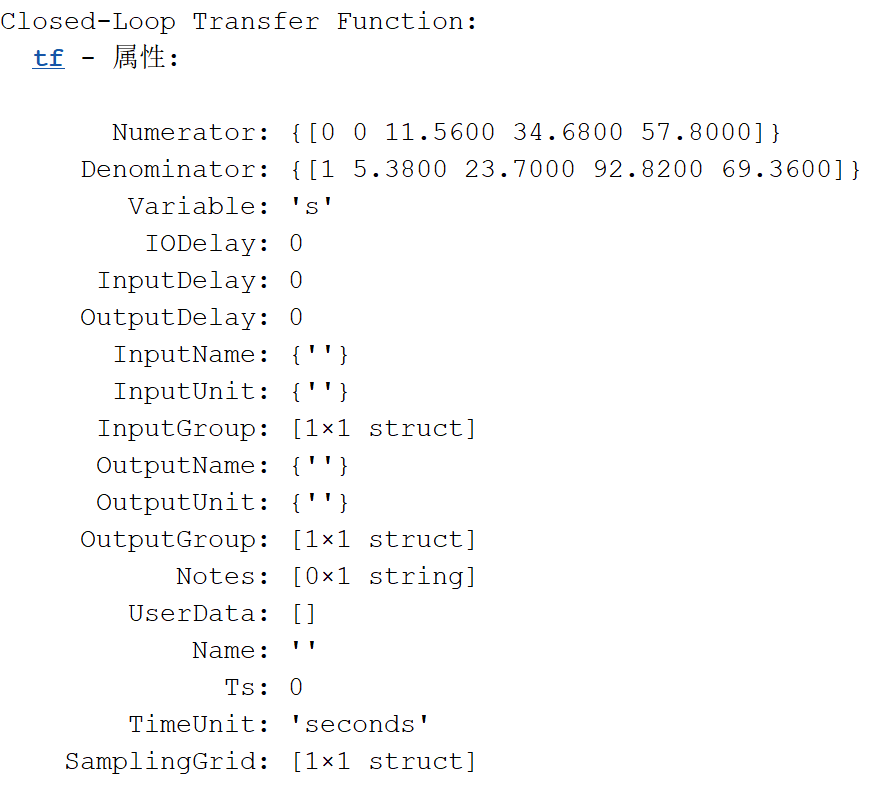 Closed-Loop Transfer Function:
tf - 属性:
Numerator: {[0 0 11.5600 34.6800 57.8000]}
Denominator: {[1 5.3800 23.7000 92.8200 69.3600]}
Variable: 's'
IODelay: 0
InputDelay: 0
OutputDelay: 0
InputName: {''}
InputUnit: {''}
InputGroup: [1×1 struct]
OutputName: {''}
OutputUnit: {''}
OutputGroup: [1×1 struct]
Notes: [0×1 string]
UserData: []
Name: ''
Ts: 0
TimeUnit: 'seconds'
SamplingGrid: [1×1 struct]